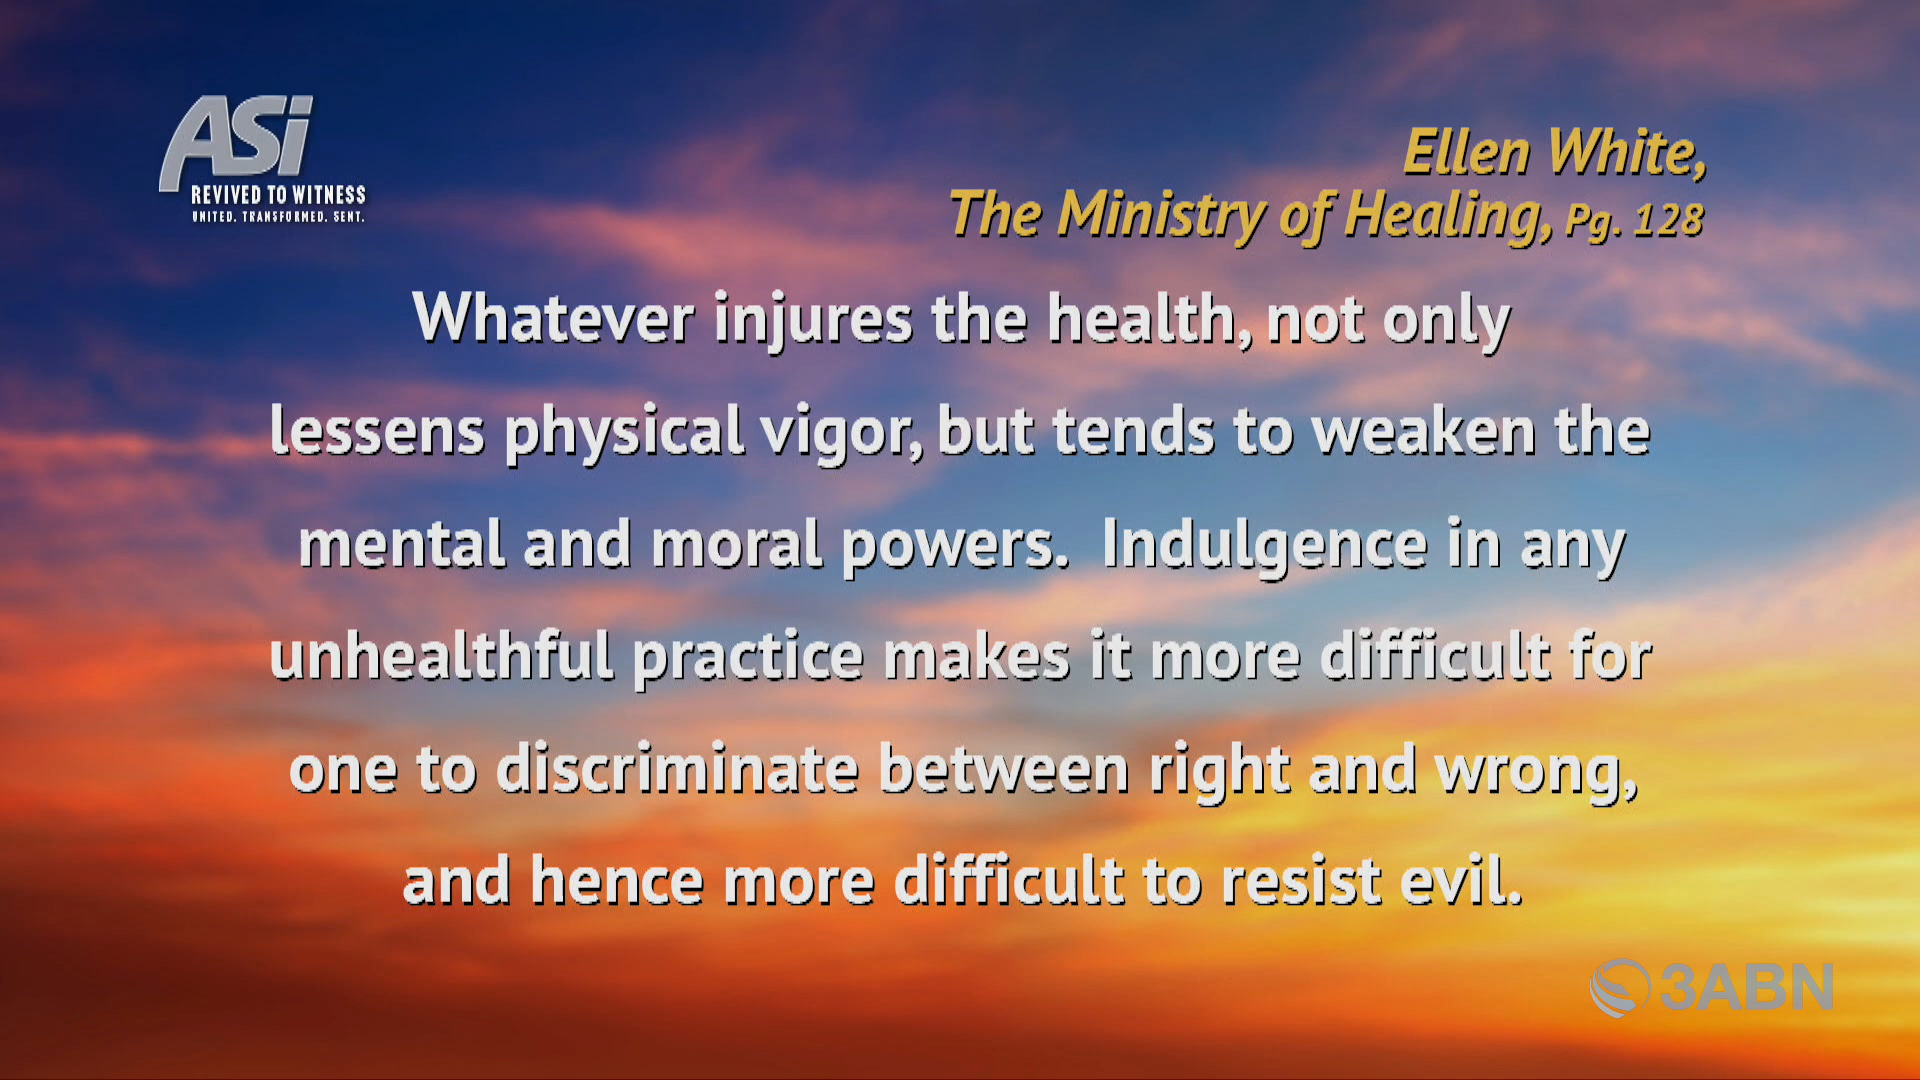 ASi
REVIVED TO WITNESS
UNITED. TRANSFORMED. SENT.
Ellen White,
The Ministry of Healing, Pg. 128
Whatever injures the health, not only
lessens physical vigor, but tends to weaken the
mental and moral powers.  Indulgence in any
unhealthful practice makes it more difficult for
one to discriminate between right and wrong,
and hence more difficult to resist evil.
3ABN